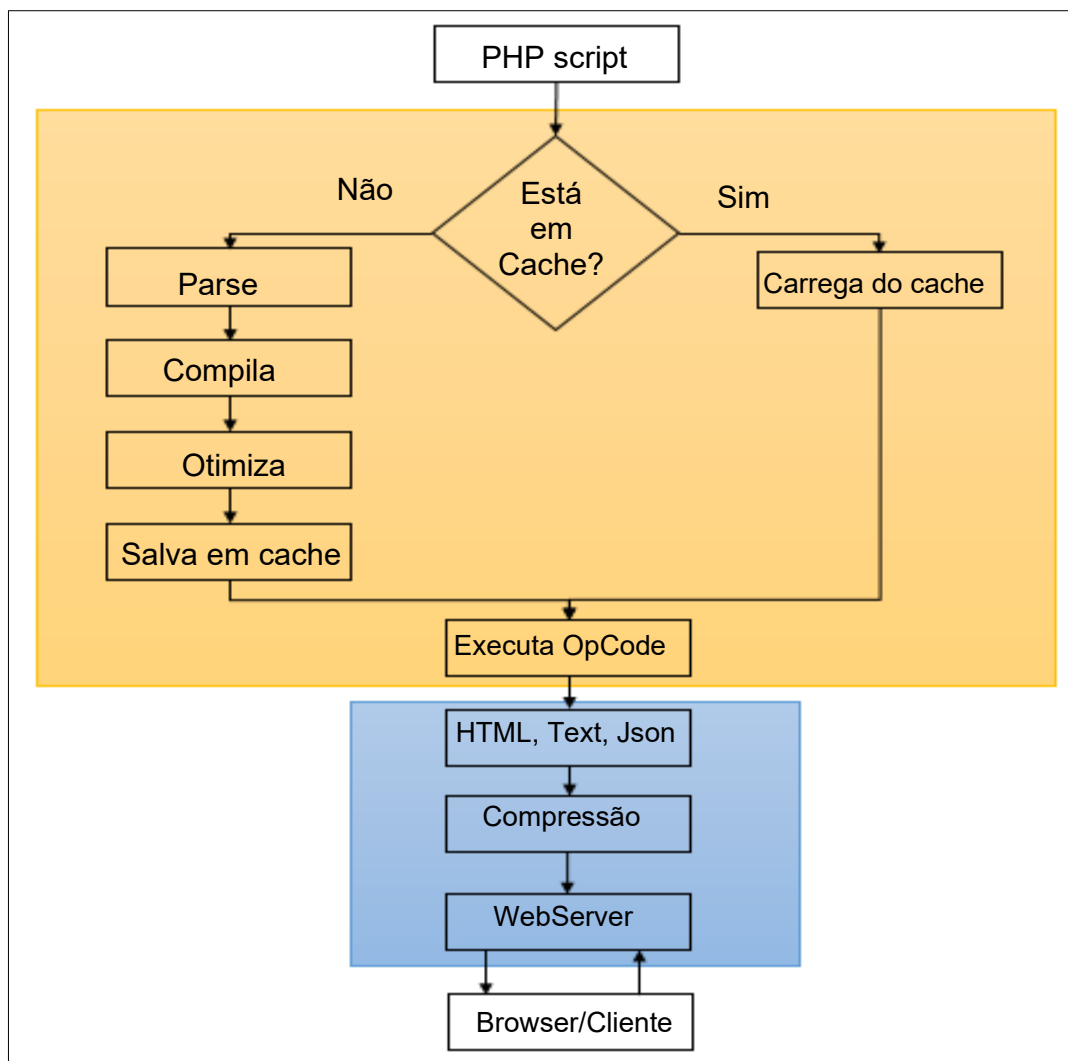 PHP script
Não
Está
em
Cache?
Sim
Parse
Carrega do cache
Compila
Otimiza
Salva em cache
Executa OpCode
HTML, Text, Json
Compressão
WebServer
Browser/Cliente